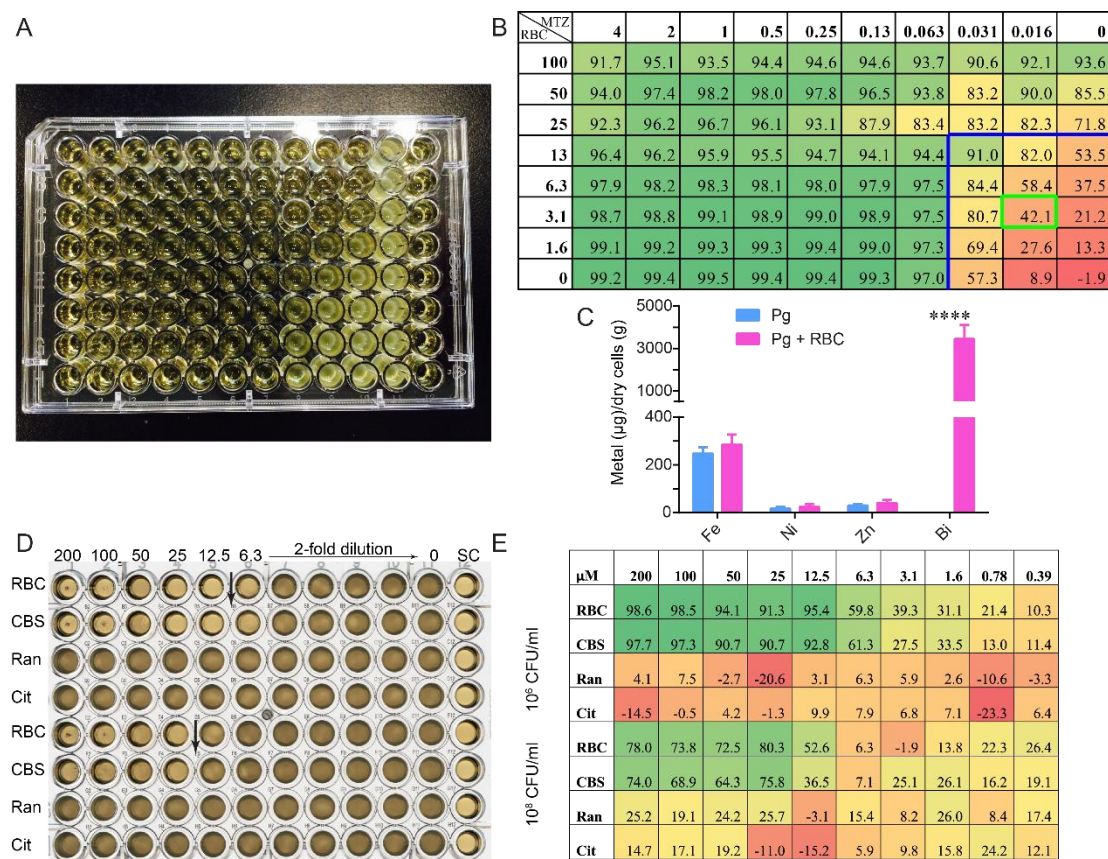 A
B
MTZ
RBC 4 2 1 0.5 0.25 0.13 0.063 0.031 0.016 0
100 91.7 95.1 93.5 94.4 94.6 94.6 93.7 90.6 92.1 93.6
50 94.0 97.4 98.2 98.0 97.8 96.5 93.8 83.2 90.0 85.5
25 92.3 96.2 96.7 96.1 93.1 87.9 83.4 83.2 82.3 71.8
13 96.4 96.2 95.9 95.5 94.7 94.1 94.4 91.0 82.0 53.5
6.3 97.9 98.2 98.3 98.1 98.0 97.9 97.5 84.4 58.4 37.5
3.1 98.7 98.8 99.1 98.9 99.0 98.9 97.5 80.7 42.1 21.2
1.6 99.1 99.2 99.3 99.3 99.4 99.0 97.3 69.4 27.6 13.3
0 99.2 99.4 99.5 99.4 99.4 99.3 97.0 57.3 8.9 -1.9
C
Pg
Pg + RBC
****
Metal (µg)/dry cells (g)
5000
3000
1000
400
200
0
Fe Ni Zn Bi
D
200 100 50 25 12.5 6.3 2-fold dilution 0 SC
RBC
CBS
Ran
Cit
RBC
CBS
Ran
Cit
E
10⁶ CFU/ml
10⁸ CFU/ml
µM 200 100 50 25 12.5 6.3 3.1 1.6 0.78 0.39
RBC 98.6 98.5 94.1 91.3 95.4 59.8 39.3 31.1 21.4 10.3
CBS 97.7 97.3 90.7 90.7 92.8 61.3 27.5 33.5 13.0 11.4
Ran 4.1 7.5 -2.7 -20.6 3.1 6.3 5.9 2.6 -10.6 -3.3
Cit -14.5 -0.5 4.2 -1.3 9.9 7.9 6.8 7.1 -23.3 6.4
RBC 78.0 73.8 72.5 80.3 52.6 6.3 -1.9 13.8 22.3 26.4
CBS 74.0 68.9 64.3 75.8 36.5 7.1 25.1 26.1 16.2 19.1
Ran 25.2 19.1 24.2 25.7 -3.1 15.4 8.2 26.0 8.4 17.4
Cit 14.7 17.1 19.2 -11.0 -15.2 5.9 9.8 15.8 24.2 12.1